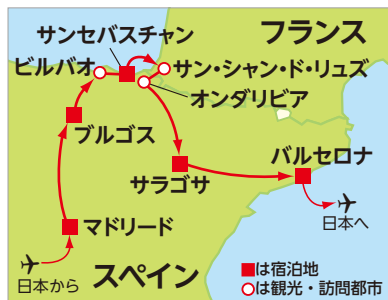 フランス
サンセバスチャン
ビルバオ
サン・シャン・ド・リュズ
オンダリビア
ブルゴス
サラゴサ
バルセロナ
マドリード
日本へ
日本から
スペイン
■は宿泊地
○は観光・訪問都市